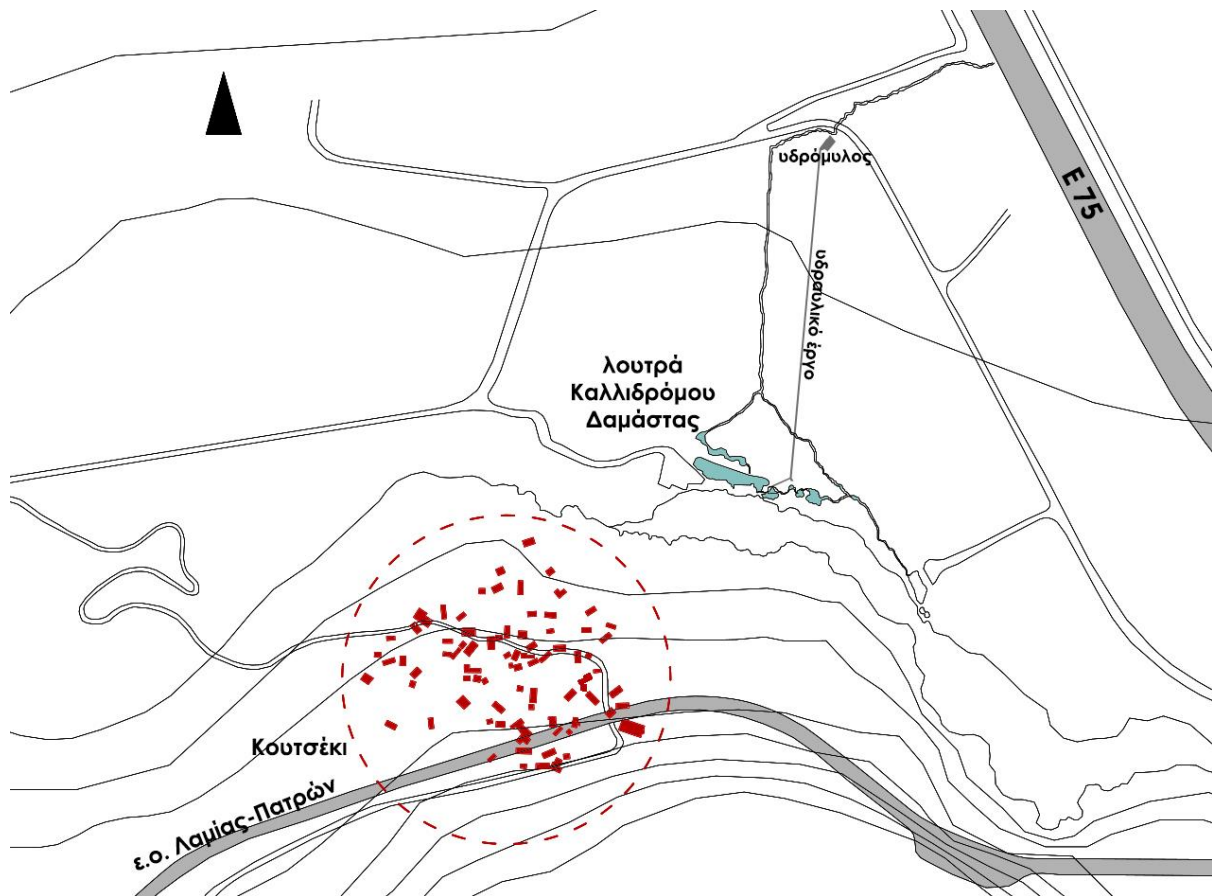 υδρόμυλος
Ε 75
υδραυλικό έργο
λουτρά
Καλλιδρόμου
Δαμάστας
Κουτσέκι
ε.ο. Λαμίας-Πατρών